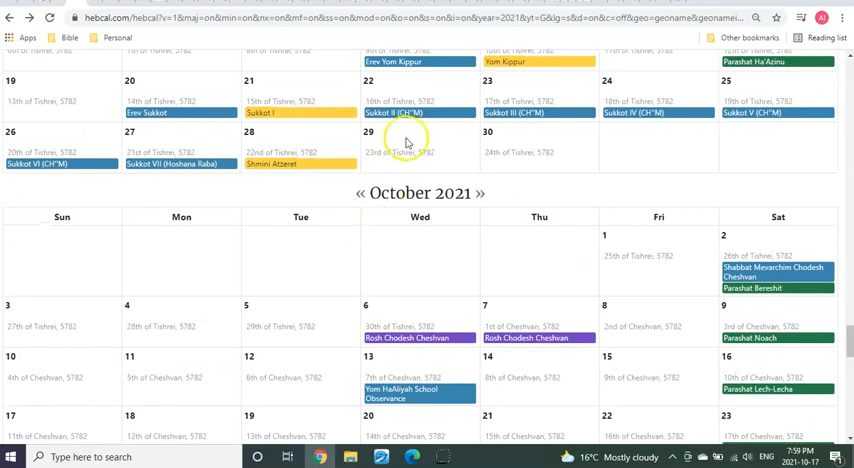 hebcal.com/hebcal?v=1&maj=on&min=on&nx=on&mf=on&ss=on&mod=on&o=on&s=on&i=on&year=2021&yt=G&lg=s&d=on&c=off&geo=geoname&geonamei...
AI
Apps Bible Personal Other bookmarks Reading list
Erev Yom Kippur Yom Kippur Parashat Ha'Azinu
19 20 21 22 23 24 25
13th of Tishrei, 5782 14th of Tishrei, 5782 15th of Tishrei, 5782 16th of Tishrei, 5782 17th of Tishrei, 5782 18th of Tishrei, 5782 19th of Tishrei, 5782
Erev Sukkot Sukkot I Sukkot II (CH"M) Sukkot III (CH"M) Sukkot IV (CH"M) Sukkot V (CH"M)
26 27 28 29 30
20th of Tishrei, 5782 21st of Tishrei, 5782 22nd of Tishrei, 5782 23rd of Tishrei, 5782 24th of Tishrei, 5782
Sukkot VI (CH"M) Sukkot VII (Hoshana Raba) Shmini Atzeret
« October 2021 »
Sun Mon Tue Wed Thu Fri Sat
1 2
25th of Tishrei, 5782 26th of Tishrei, 5782
Shabbat Mevarchim Chodesh
Cheshvan
Parashat Bereshit
3 4 5 6 7 8 9
27th of Tishrei, 5782 28th of Tishrei, 5782 29th of Tishrei, 5782 30th of Tishrei, 5782 1st of Cheshvan, 5782 2nd of Cheshvan, 5782 3rd of Cheshvan, 5782
Rosh Chodesh Cheshvan Rosh Chodesh Cheshvan Parashat Noach
10 11 12 13 14 15 16
4th of Cheshvan, 5782 5th of Cheshvan, 5782 6th of Cheshvan, 5782 7th of Cheshvan, 5782 8th of Cheshvan, 5782 9th of Cheshvan, 5782 10th of Cheshvan, 5782
Yom HaAliyah School
Observance
Parashat Lech-Lecha
17 18 19 20 21 22 23
11th of Cheshvan, 5782 12th of Cheshvan, 5782 13th of Cheshvan, 5782 14th of Cheshvan, 5782 15th of Cheshvan, 5782 16th of Cheshvan, 5782 17th of Cheshvan, 5782
Type here to search 16°C Mostly cloudy ENG 7:59 PM
2021-10-17